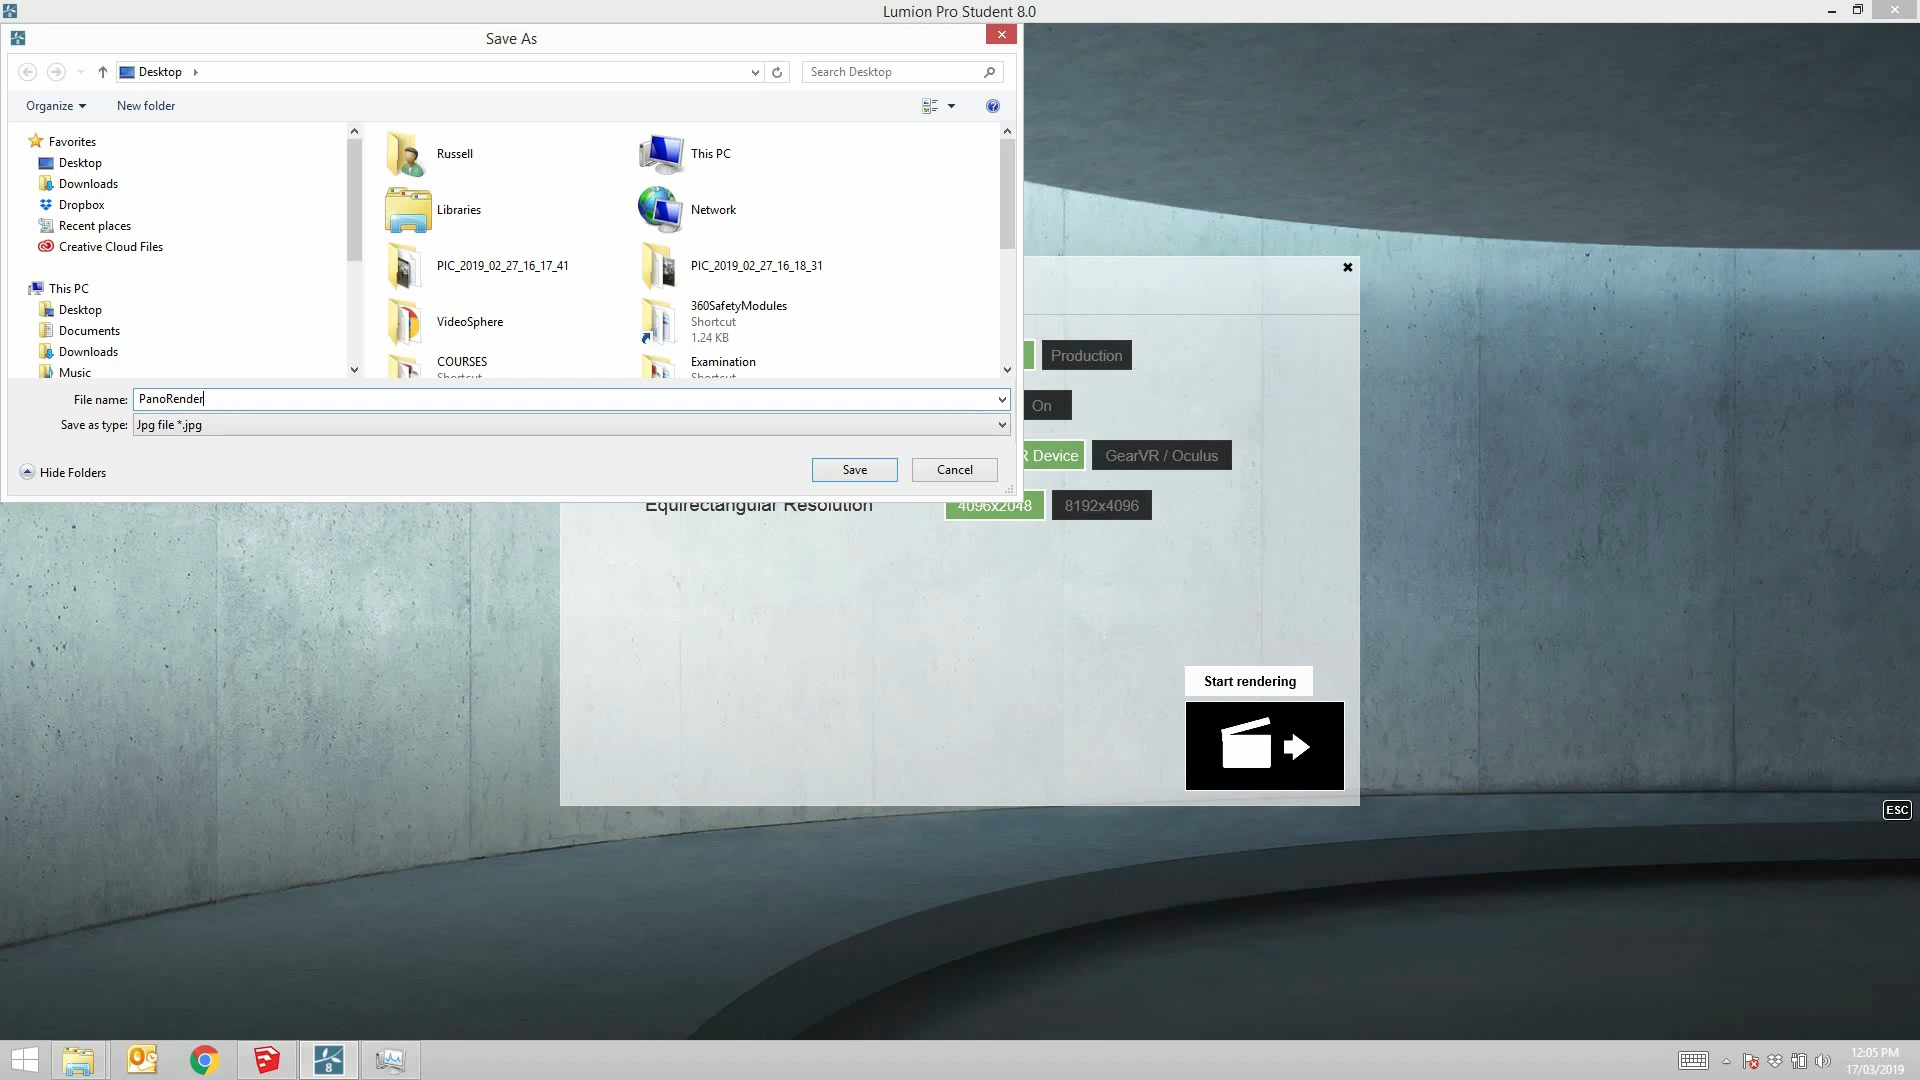 Lumion Pro Student 8.0
Save As
Desktop
Search Desktop
Organize
New folder
Favorites
Desktop
Downloads
Dropbox
Recent places
Creative Cloud Files
This PC
Desktop
Documents
Downloads
Music
Russell
This PC
Libraries
Network
PIC_2019_02_27_16_17_41
PIC_2019_02_27_16_18_31
VideoSphere
360SafetyModules
Shortcut
1.24 KB
COURSES
Shortcut
Examination
Shortcut
File name: PanoRender
Save as type: Jpg file *.jpg
Hide Folders
Save
Cancel
Production
On
R Device
GearVR / Oculus
Equirectangular Resolution
4096x2048
8192x4096
Start rendering
ESC
8
12:05 PM
17/03/2019